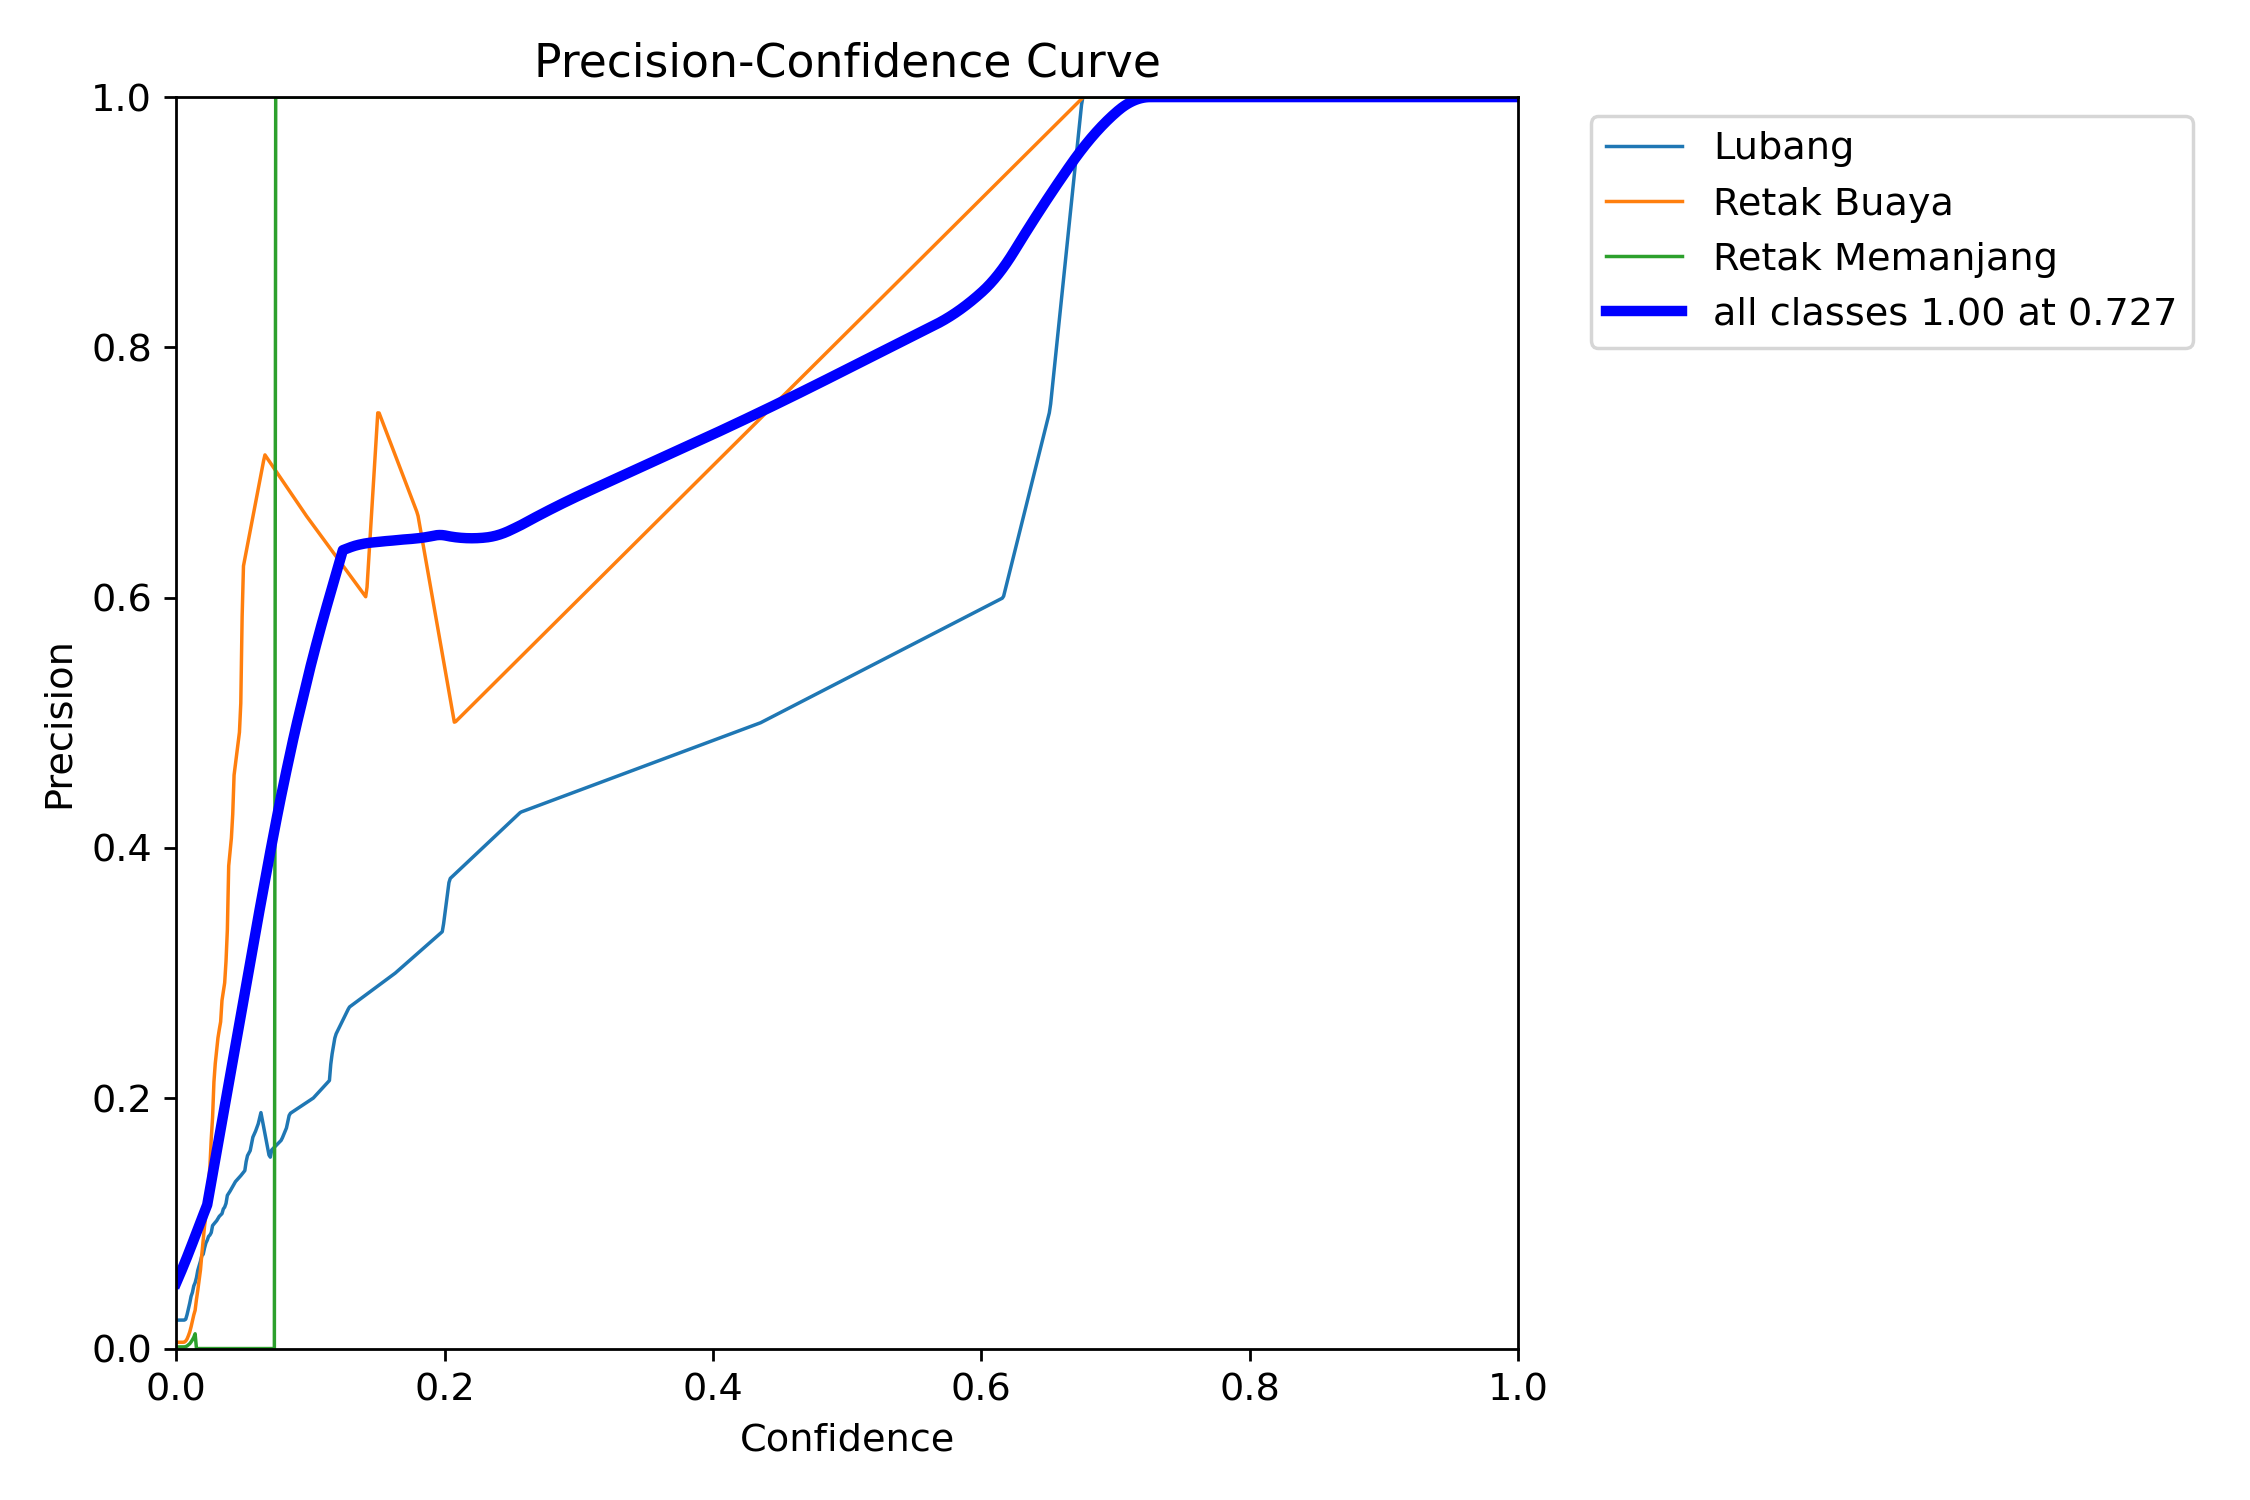 Precision-Confidence Curve
1.0
0.8
0.6
0.4
0.2
0.0
Precision
0.0 0.2 0.4 0.6 0.8 1.0
Confidence
Lubang
Retak Buaya
Retak Memanjang
all classes 1.00 at 0.727